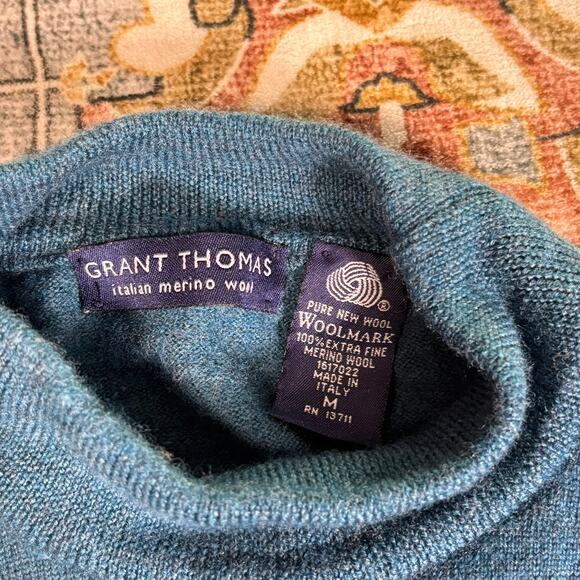 GRANT THOMAS
italian merino wool
®
PURE NEW WOOL
WOOLMARK
100% EXTRA FINE
MERINO WOOL
1617022
MADE IN
ITALY
M
RN 13711